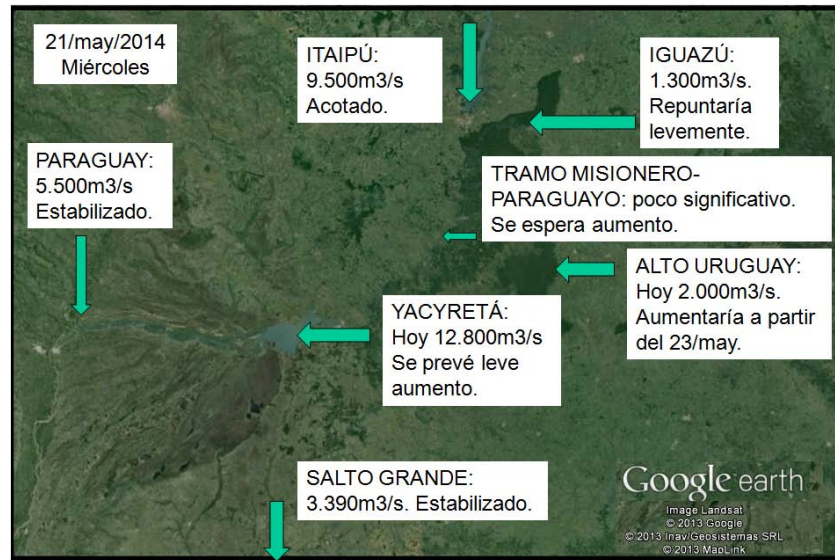 21/may/2014
Miércoles
ITAIPÚ:
9.500m3/s
Acotado.
IGUAZÚ:
1.300m3/s.
Repuntaría
levemente.
PARAGUAY:
5.500m3/s
Estabilizado.
TRAMO MISIONERO-
PARAGUAYO: poco significativo.
Se espera aumento.
ALTO URUGUAY:
Hoy 2.000m3/s.
Aumentaría a partir
del 23/may.
YACYRETÁ:
Hoy 12.800m3/s
Se prevé leve
aumento.
SALTO GRANDE:
3.390m3/s. Estabilizado.
Google earth
Image Landsat
© 2013 Google
© 2013 Inav/Geosistemas SRL
© 2013 MapLink